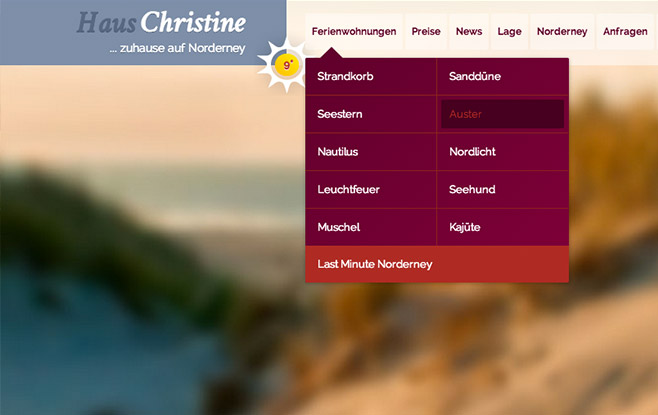 Haus Christine
... zuhause auf Norderney
9°
Ferienwohnungen Preise News Lage Norderney Anfragen
Strandkorb Sanddüne
Seestern Auster
Nautilus Nordlicht
Leuchtfeuer Seehund
Muschel Kajüte
Last Minute Norderney